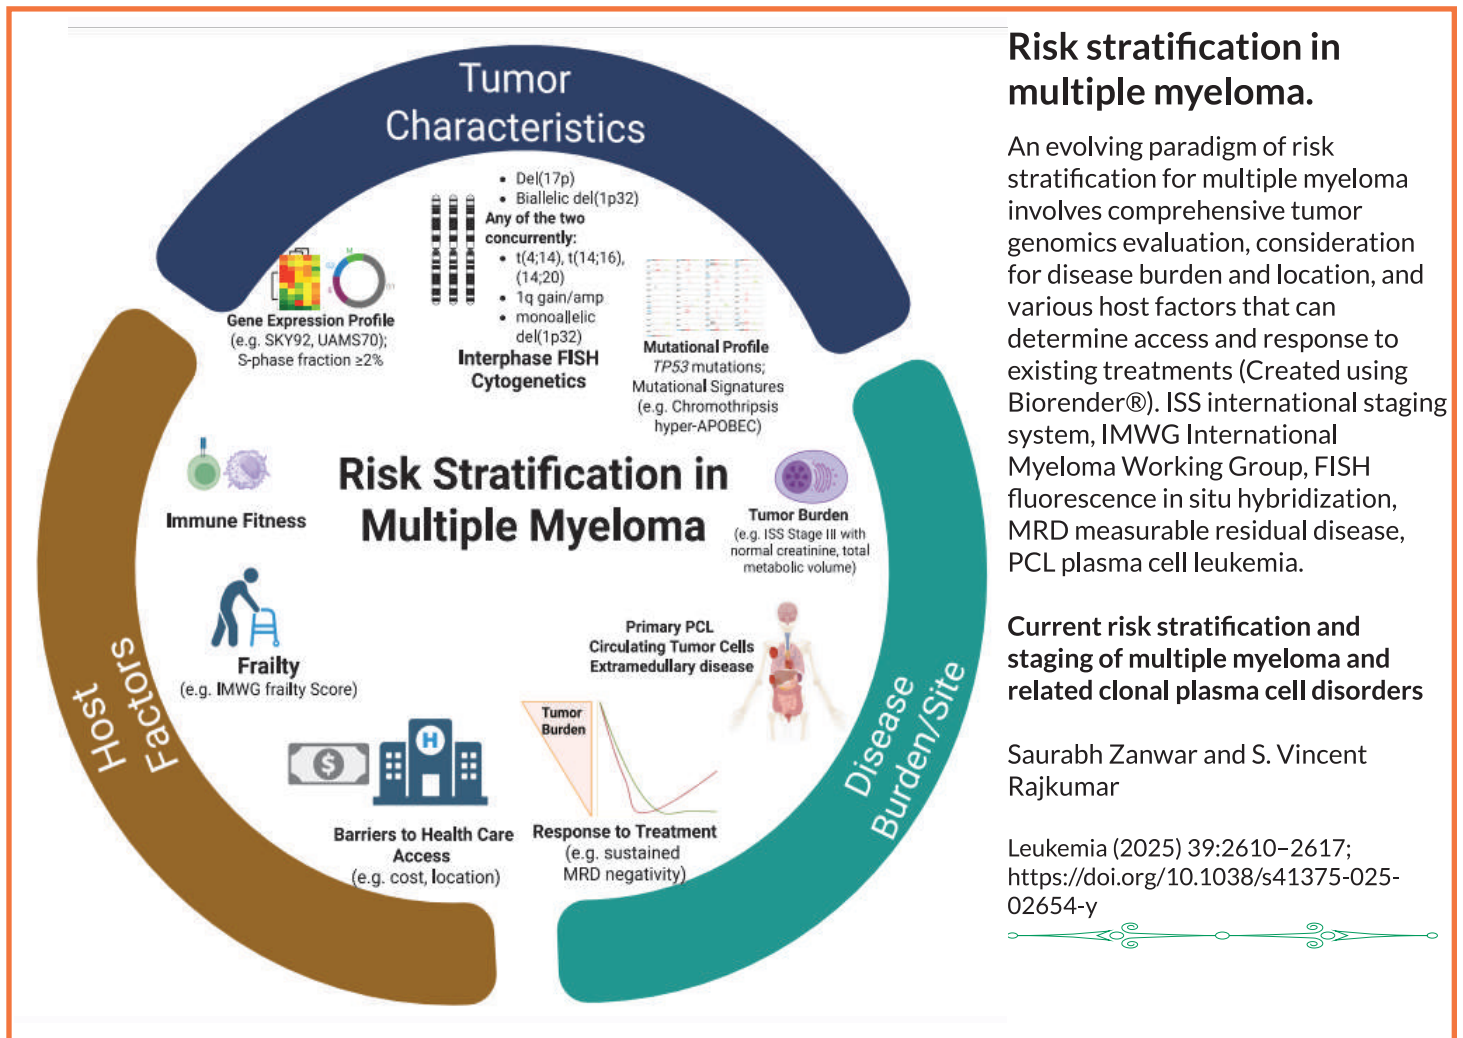 Tumor
Characteristics
• Del(17p)
• Biallelic del(1p32)
Any of the two
concurrently:
• t(4;14), t(14;16),
(14;20)
• 1q gain/amp
• monoallelic
del(1p32)
Interphase FISH
Cytogenetics
M
G2
S
G1
Gene Expression Profile
(e.g. SKY92, UAMS70);
S-phase fraction ≥2%
Mutational Profile
TP53 mutations;
Mutational Signatures
(e.g. Chromothripsis
hyper-APOBEC)
Risk Stratification in
Multiple Myeloma
Immune Fitness
Tumor Burden
(e.g. ISS Stage III with
normal creatinine, total
metabolic volume)
Frailty
(e.g. IMWG frailty Score)
Primary PCL
Circulating Tumor Cells
Extramedullary disease
Host
Factors
Disease
Burden/Site
$
H
Tumor
Burden
Barriers to Health Care
Access
(e.g. cost, location)
Response to Treatment
(e.g. sustained
MRD negativity)
Risk stratification in
multiple myeloma.
An evolving paradigm of risk
stratification for multiple myeloma
involves comprehensive tumor
genomics evaluation, consideration
for disease burden and location, and
various host factors that can
determine access and response to
existing treatments (Created using
Biorender®). ISS international staging
system, IMWG International
Myeloma Working Group, FISH
fluorescence in situ hybridization,
MRD measurable residual disease,
PCL plasma cell leukemia.
Current risk stratification and
staging of multiple myeloma and
related clonal plasma cell disorders
Saurabh Zanwar and S. Vincent
Rajkumar
Leukemia (2025) 39:2610–2617;
https://doi.org/10.1038/s41375-025-
02654-y